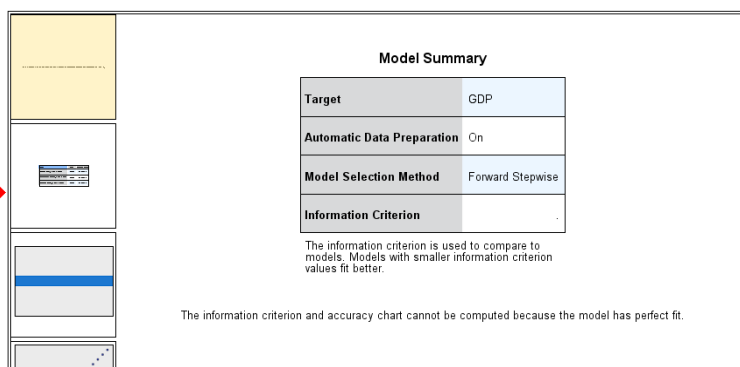 Model Summary
Target GDP
Automatic Data Preparation On
Model Selection Method Forward Stepwise
Information Criterion .
The information criterion is used to compare to
models. Models with smaller information criterion
values fit better.
The information criterion and accuracy chart cannot be computed because the model has perfect fit.